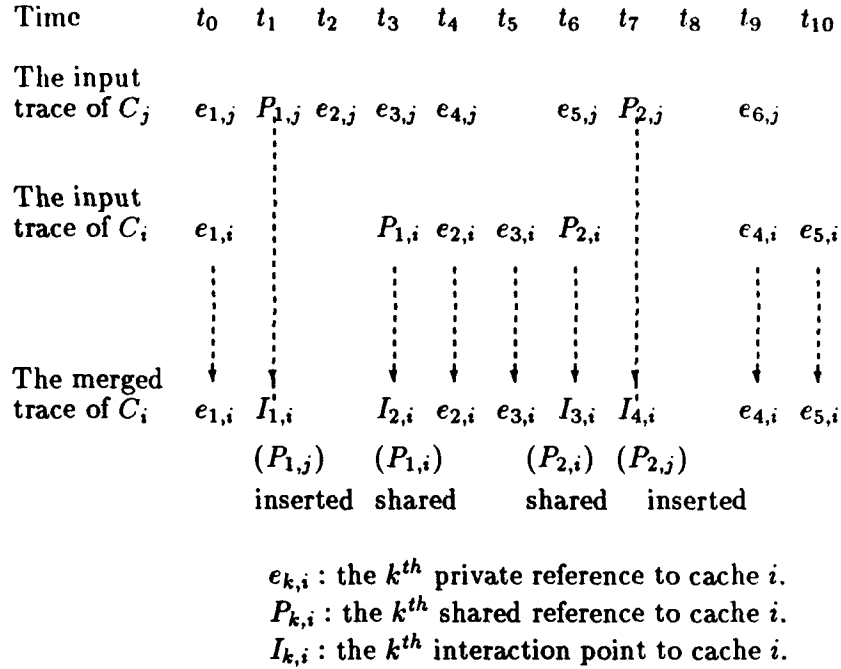 Time t₀ t₁ t₂ t₃ t₄ t₅ t₆ t₇ t₈ t₉ t₁₀
The input
trace of Cⱼ e₁,ⱼ P₁,ⱼ e₂,ⱼ e₃,ⱼ e₄,ⱼ e₅,ⱼ P₂,ⱼ e₆,ⱼ
The input
trace of Cᵢ e₁,ᵢ P₁,ᵢ e₂,ᵢ e₃,ᵢ P₂,ᵢ e₄,ᵢ e₅,ᵢ
The merged
trace of Cᵢ e₁,ᵢ I₁,ᵢ I₂,ᵢ e₂,ᵢ e₃,ᵢ I₃,ᵢ I₄,ᵢ e₄,ᵢ e₅,ᵢ
(P₁,ⱼ) (P₁,ᵢ) (P₂,ᵢ) (P₂,ⱼ)
inserted shared shared inserted
eₖ,ᵢ : the kᵗʰ private reference to cache i.
Pₖ,ᵢ : the kᵗʰ shared reference to cache i.
Iₖ,ᵢ : the kᵗʰ interaction point to cache i.